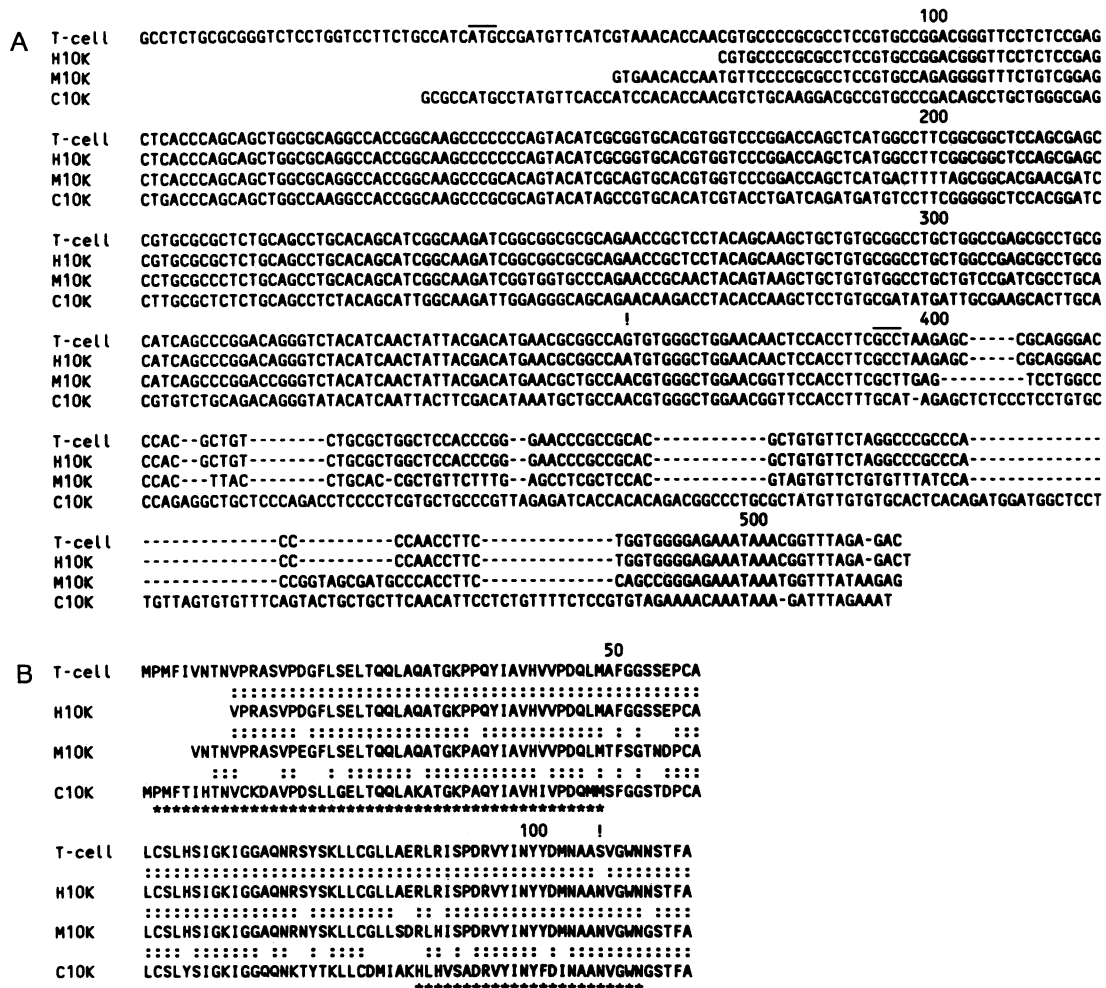 A
100
T-cell GCCTCTGCGCGGGTCTCCTGGTCCTTCTGCCATCATGCCGATGTTCATCGTAAACACCAACGTGCCCCGCGCCTCCGTGCCGGACGGGTTCCTCTCCGAG
H10K CGTGCCCCGCGCCTCCGTGCCGGACGGGTTCCTCTCCGAG
M10K GTGAACACCAATGTTCCCCGCGCCTCCGTGCCAGAGGGGTTTCTGTCGGAG
C10K GCGCCATGCCTATGTTCACCATCCACACCAACGTCTGCAAGGACGCCGTGCCCGACAGCCTGCTGGGCGAG
200
T-cell CTCACCCAGCAGCTGGCGCAGGCCACCGGCAAGCCCCCCCAGTACATCGCGGTGCACGTGGTCCCGGACCAGCTCATGGCCTTCGGCGGCTCCAGCGAGC
H10K CTCACCCAGCAGCTGGCGCAGGCCACCGGCAAGCCCCCCCAGTACATCGCGGTGCACGTGGTCCCGGACCAGCTCATGGCCTTCGGCGGCTCCAGCGAGC
M10K CTCACCCAGCAGCTGGCGCAGGCCACCGGCAAGCCCGCACAGTACATCGCAGTGCACGTGGTCCCGGACCAGCTCATGACTTTTAGCGGCACGAACGATC
C10K CTGACCCAGCAGCTGGCCAAGGCCACCGGCAAGCCCGCGCAGTACATAGCCGTGCACATCGTACCTGATCAGATGATGTCCTTCGGGGGCTCCACGGATC
300
T-cell CGTGCGCGCTCTGCAGCCTGCACAGCATCGGCAAGATCGGCGGCGCGCAGAACCGCTCCTACAGCAAGCTGCTGTGCGGCCTGCTGGCCGAGCGCCTGCG
H10K CGTGCGCGCTCTGCAGCCTGCACAGCATCGGCAAGATCGGCGGCGCGCAGAACCGCTCCTACAGCAAGCTGCTGTGCGGCCTGCTGGCCGAGCGCCTGCG
M10K CCTGCGCCCTCTGCAGCCTGCACAGCATCGGCAAGATCGGTGGTGCCCAGAACCGCAACTACAGTAAGCTGCTGTGTGGCCTGCTGTCCGATCGCCTGCA
C10K CTTGCGCTCTCTGCAGCCTCTACAGCATTGGCAAGATTGGAGGGCAGCAGAACAAGACCTACACCAAGCTCCTGTGCGATATGATTGCGAAGCACTTGCA
! 400
T-cell CATCAGCCCGGACAGGGTCTACATCAACTATTACGACATGAACGCGGCCAGTGTGGGCTGGAACAACTCCACCTTCGCCTAAGAGC-----CGCAGGGAC
H10K CATCAGCCCGGACAGGGTCTACATCAACTATTACGACATGAACGCGGCCAATGTGGGCTGGAACAACTCCACCTTCGCCTAAGAGC-----CGCAGGGAC
M10K CATCAGCCCGGACCGGGTCTACATCAACTATTACGACATGAACGCTGCCAACGTGGGCTGGAACGGTTCCACCTTCGCTTGAG---------TCCTGGCC
C10K CGTGTCTGCAGACAGGGTATACATCAATTACTTCGACATAAATGCTGCCAACGTGGGCTGGAACGGTTCCACCTTTGCAT-AGAGCTCTCCCTCCTGTGC
T-cell CCAC--GCTGT--------CTGCGCTGGCTCCACCCGG--GAACCCGCCGCAC------------GCTGTGTTCTAGGCCCGCCCA--------------
H10K CCAC--GCTGT--------CTGCGCTGGCTCCACCCGG--GAACCCGCCGCAC------------GCTGTGTTCTAGGCCCGCCCA--------------
M10K CCAC--TTAC---------CTGCAC-CGCTGTTCTTTG--AGCCTCGCTCCAC------------GTAGTGTTCTGTGTTTATCCA--------------
C10K CCAGAGGCTGCTCCCAGACCTCCCCTCGTGCTGCCCGTTAGAGATCACCACACAGACGGCCCTGCGCTATGTTGTGTGCACTCACAGATGGATGGCTCCT
500
T-cell --------------CC----------CCAACCTTC--------------TGGTGGGGAGAAATAAACGGTTTAGA-GAC
H10K --------------CC----------CCAACCTTC--------------TGGTGGGGAGAAATAAACGGTTTAGA-GACT
M10K --------------CCGGTAGCGATGCCCACCTTC--------------CAGCCGGGAGAAATAAATGGTTTATAAGAG
C10K TGTTAGTGTGTTTCAGTACTGCTGCTTCAACATTCCTCTGTTTTCTCCGTGTAGAAAACAAATAAA-GATTTAGAAAT
B
50
T-cell MPMFIVNTNVPRASVPDGFLSELTQQLAQATGKPPQYIAVHVVPDQLMAFGGSSEPCA
::::::::::::::::::::::::::::::::::::::::::::::::
H10K VPRASVPDGFLSELTQQLAQATGKPPQYIAVHVVPDQLMAFGGSSEPCA
::::::: ::::::::::::::::: ::::::::::::: : : :::
M10K VNTNVPRASVPEGFLSELTQQLAQATGKPAQYIAVHVVPDQLMTFSGTNDPCA
::: :: : ::::::: ::::::::::: :::: : : : ::::
C10K MPMFTIHTNVCKDAVPDSLLGELTQQLAKATGKPAQYIAVHIVPDQMMSFGGSTDPCA
*****************************************
100 !
T-cell LCSLHSIGKIGGAQNRSYSKLLCGLLAERLRISPDRVYINYYDMNAASVGWNNSTFA
::::::::::::::::::::::::::::::::::::::::::::::: :::::::::
H10K LCSLHSIGKIGGAQNRSYSKLLCGLLAERLRISPDRVYINYYDMNAANVGWNNSTFA
:::::::::::::::: ::::::::: :: ::::::::::::::::::::: ::::
M10K LCSLHSIGKIGGAQNRNYSKLLCGLLSDRLHISPDRVYINYYDMNAANVGWNGSTFA
:::: ::::::: :: : :::: : : :::::::: : :::::::::::::
C10K LCSLYSIGKIGGQQNKTYTKLLCDMIAKHLHVSADRVYINYFDINAANVGWNGSTFA
*********************